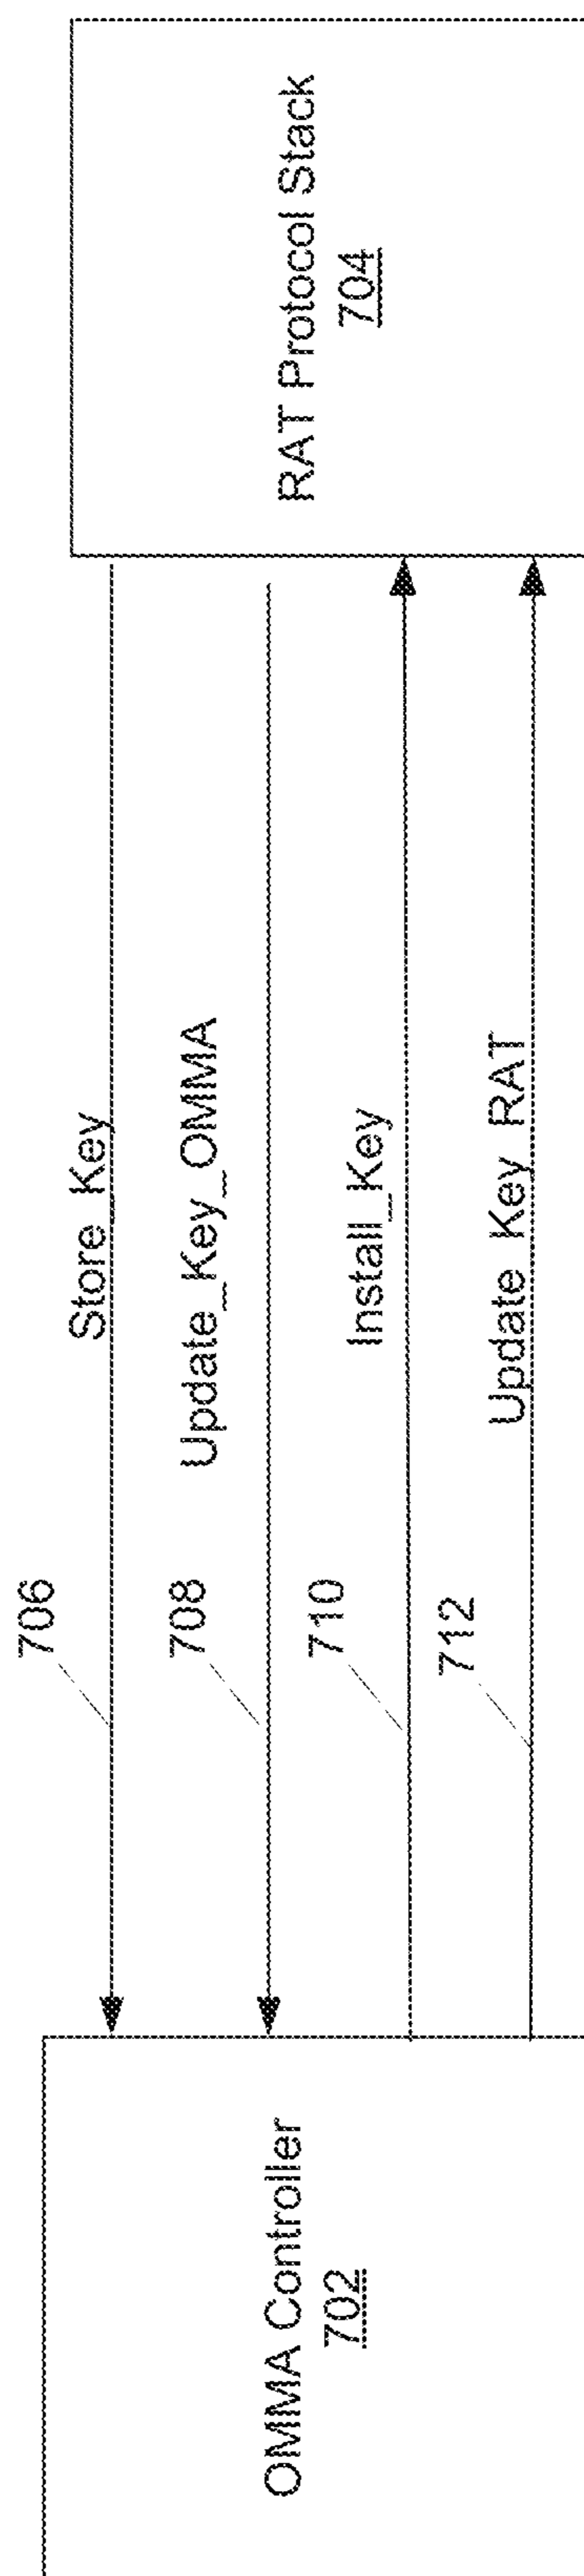 OMMA Controller
702
706
Store_Key
708
Update_Key_OMMA
710
Install_Key
712
Update_Key_RAT
RAT Protocol Stack
704